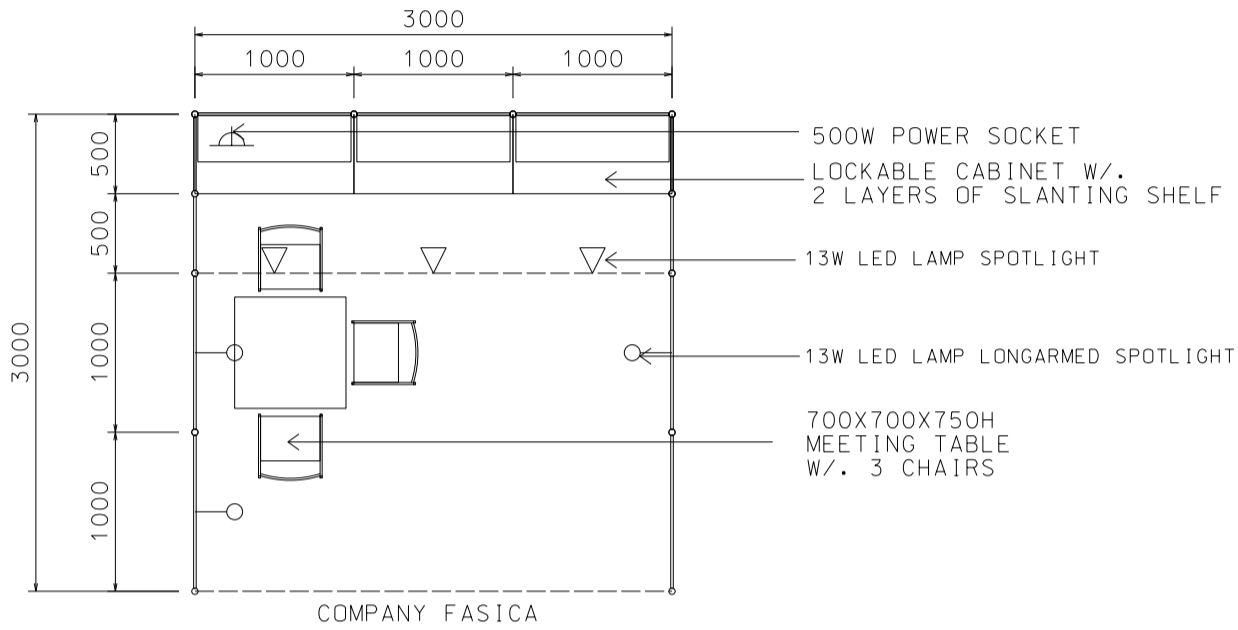 3000
1000 1000 1000
500
500
1000
1000
3000
500W POWER SOCKET
LOCKABLE CABINET W/.
2 LAYERS OF SLANTING SHELF
13W LED LAMP SPOTLIGHT
13W LED LAMP LONGARMED SPOTLIGHT
700X700X750H
MEETING TABLE
W/. 3 CHAIRS
COMPANY FASICA